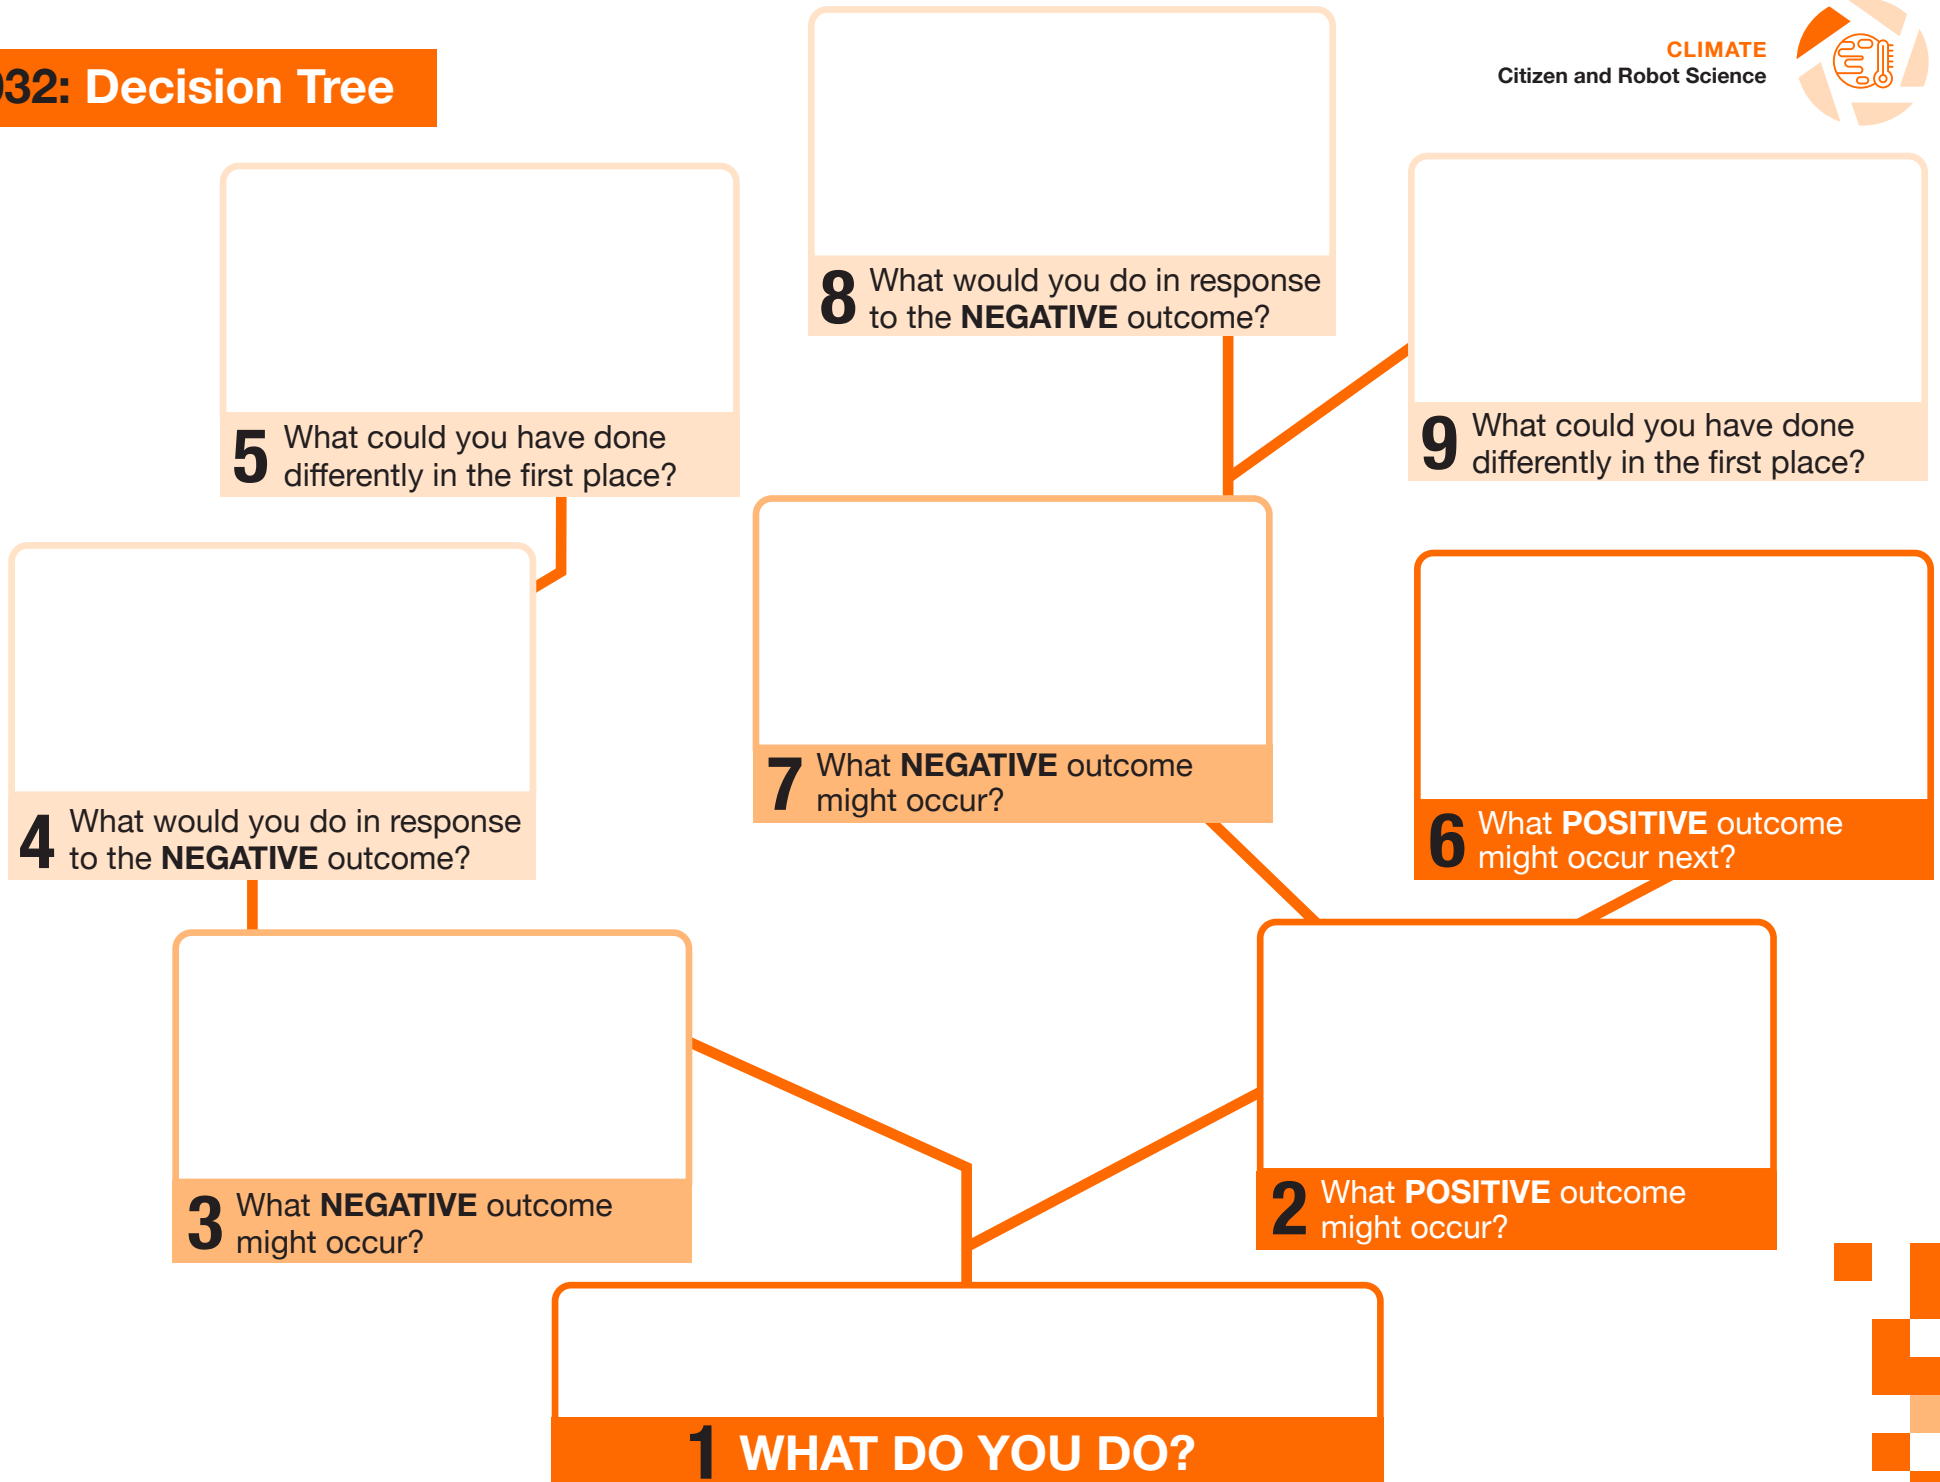 32: Decision Tree
CLIMATE
Citizen and Robot Science
8 What would you do in response
to the NEGATIVE outcome?
5 What could you have done
differently in the first place?
9 What could you have done
differently in the first place?
7 What NEGATIVE outcome
might occur?
4 What would you do in response
to the NEGATIVE outcome?
6 What POSITIVE outcome
might occur next?
3 What NEGATIVE outcome
might occur?
2 What POSITIVE outcome
might occur?
1 WHAT DO YOU DO?